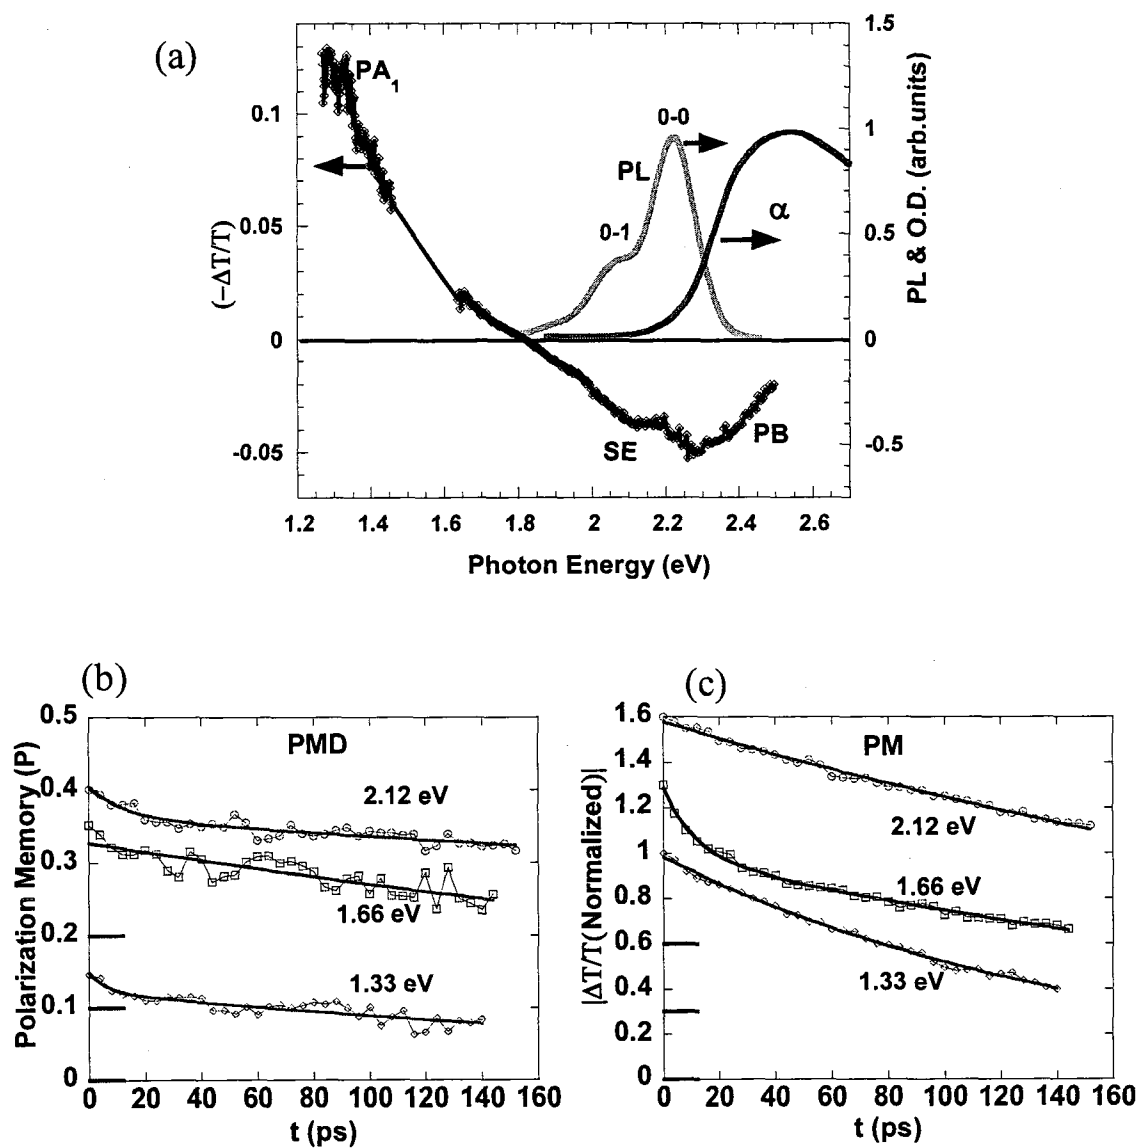 (a)
PA1
0-0
PL
0-1
α
SE
PB
0.1
0.05
0
-0.05
(−ΔT/T)
1.5
1
0.5
0
-0.5
PL & O.D. (arb.units)
1.2 1.4 1.6 1.8 2 2.2 2.4 2.6
Photon Energy (eV)
(b)
PMD
0.5
0.4
0.3
0.2
0.1
0
Polarization Memory (P)
2.12 eV
1.66 eV
1.33 eV
0 20 40 60 80 100 120 140 160
t (ps)
(c)
PM
1.6
1.4
1.2
1
0.8
0.6
0.4
0.2
0
|ΔT/T(Normalized)|
2.12 eV
1.66 eV
1.33 eV
0 20 40 60 80 100 120 140 160
t (ps)